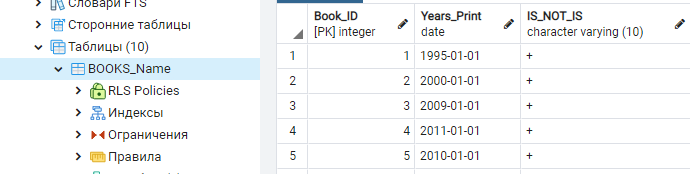 Словари FTS
Сторонние таблицы
Таблицы (10)
BOOKS_Name
RLS Policies
Индексы
Ограничения
Правила
Book_ID Years_Print IS_NOT_IS
[PK] integer date character varying (10)
1 1 1995-01-01 +
2 2 2000-01-01 +
3 3 2009-01-01 +
4 4 2011-01-01 +
5 5 2010-01-01 +